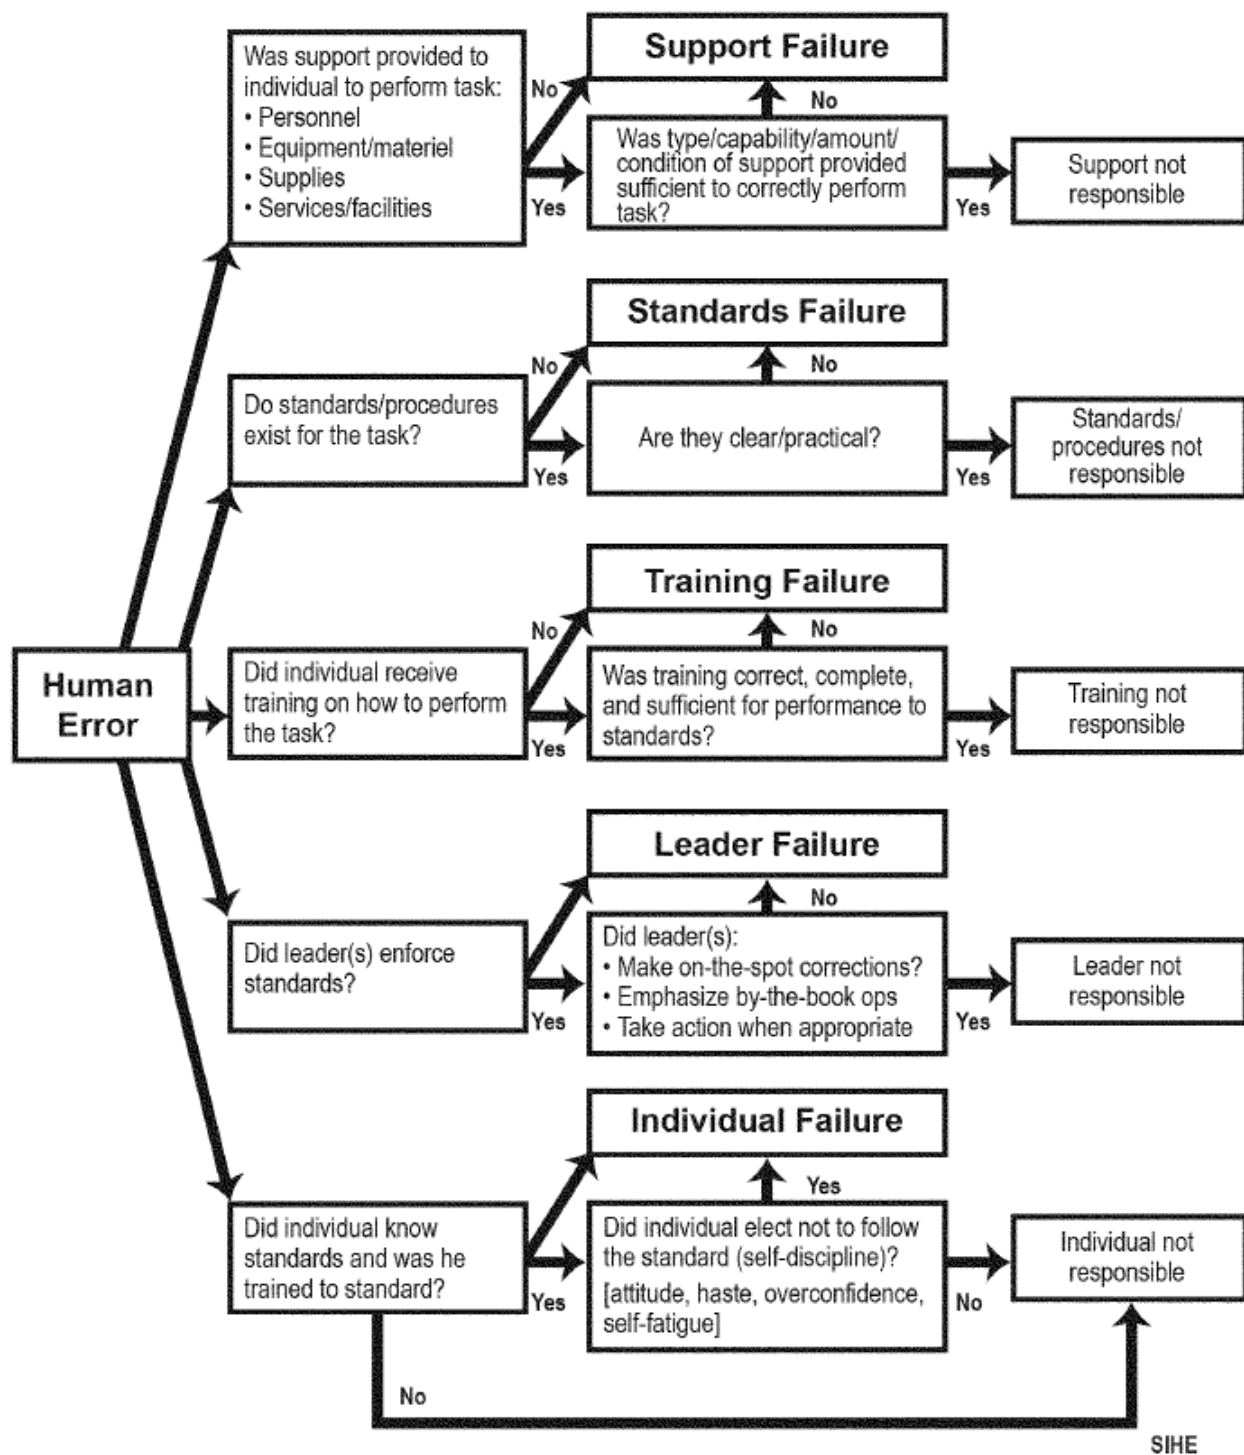 Was support provided to
individual to perform task:
• Personnel
• Equipment/materiel
• Supplies
• Services/facilities
No
Yes
Support Failure
No
Was type/capability/amount/
condition of support provided
sufficient to correctly perform
task?
Yes
Support not
responsible
Do standards/procedures
exist for the task?
No
Yes
Standards Failure
No
Are they clear/practical?
Yes
Standards/
procedures not
responsible
Human
Error
Did individual receive
training on how to perform
the task?
No
Yes
Training Failure
No
Was training correct, complete,
and sufficient for performance to
standards?
Yes
Training not
responsible
Did leader(s) enforce
standards?
Yes
Leader Failure
No
Did leader(s):
• Make on-the-spot corrections?
• Emphasize by-the-book ops
• Take action when appropriate
Yes
Leader not
responsible
Did individual know
standards and was he
trained to standard?
Yes
Individual Failure
Yes
Did individual elect not to follow
the standard (self-discipline)?
[attitude, haste, overconfidence,
self-fatigue]
No
Individual not
responsible
No
SIHE